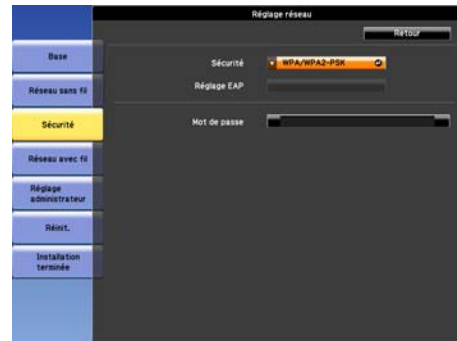 Réglage réseau
Retour
Base
Réseau sans fil
Sécurité
Réseau avec fil
Réglage
administrateur
Réinit.
Installation
terminée
Sécurité
WPA/WPA2-PSK
Réglage EAP
Mot de passe